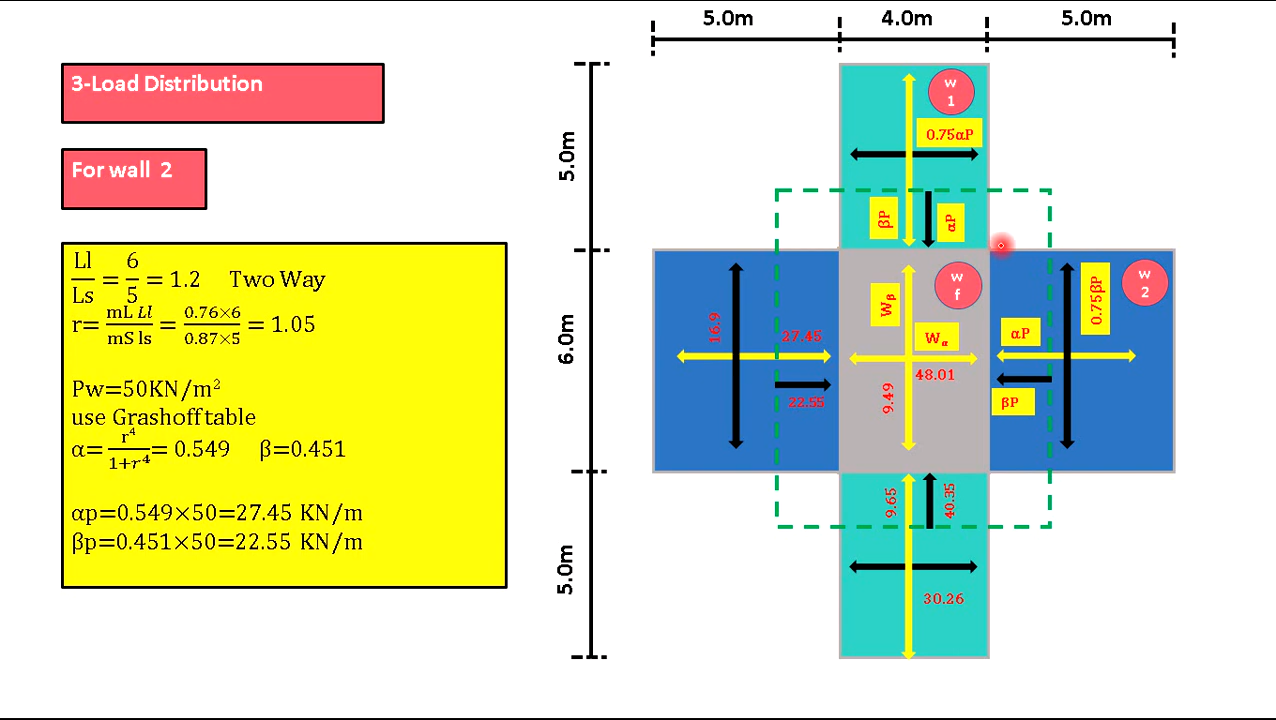 3-Load Distribution
For wall 2
Ll/Ls = 6/5 = 1.2 Two Way
r= mL Ll/mS ls = 0.76×6/0.87×5 = 1.05
Pw=50KN/m²
use Grashoff table
α= r⁴/1+r⁴ = 0.549 β=0.451
αp=0.549×50=27.45 KN/m
βp=0.451×50=22.55 KN/m
5.0m 4.0m 5.0m
5.0m
6.0m
5.0m
w 1
0.75αP
βP
αP
w f
w 2
Wβ
Wα
48.01
9.49
16.9
27.45
22.55
αP
βP
0.75βP
9.65
40.35
30.26